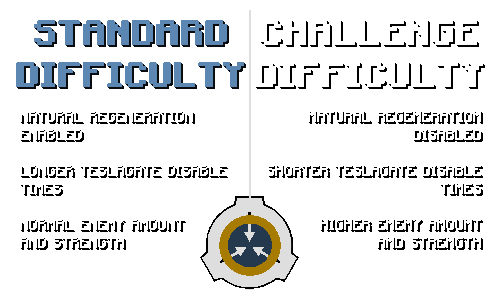 STANDARD
DIFFICULTY
NATURAL REGENERATION
ENABLED
LONGER TESLAGATE DISABLE
TIMES
NORMAL ENEMY AMOUNT
AND STRENGTH
CHALLENGE
DIFFICULTY
NATURAL REGENERATION
DISABLED
SHORTER TESLAGATE DISABLE
TIMES
HIGHER ENEMY AMOUNT
AND STRENGTH